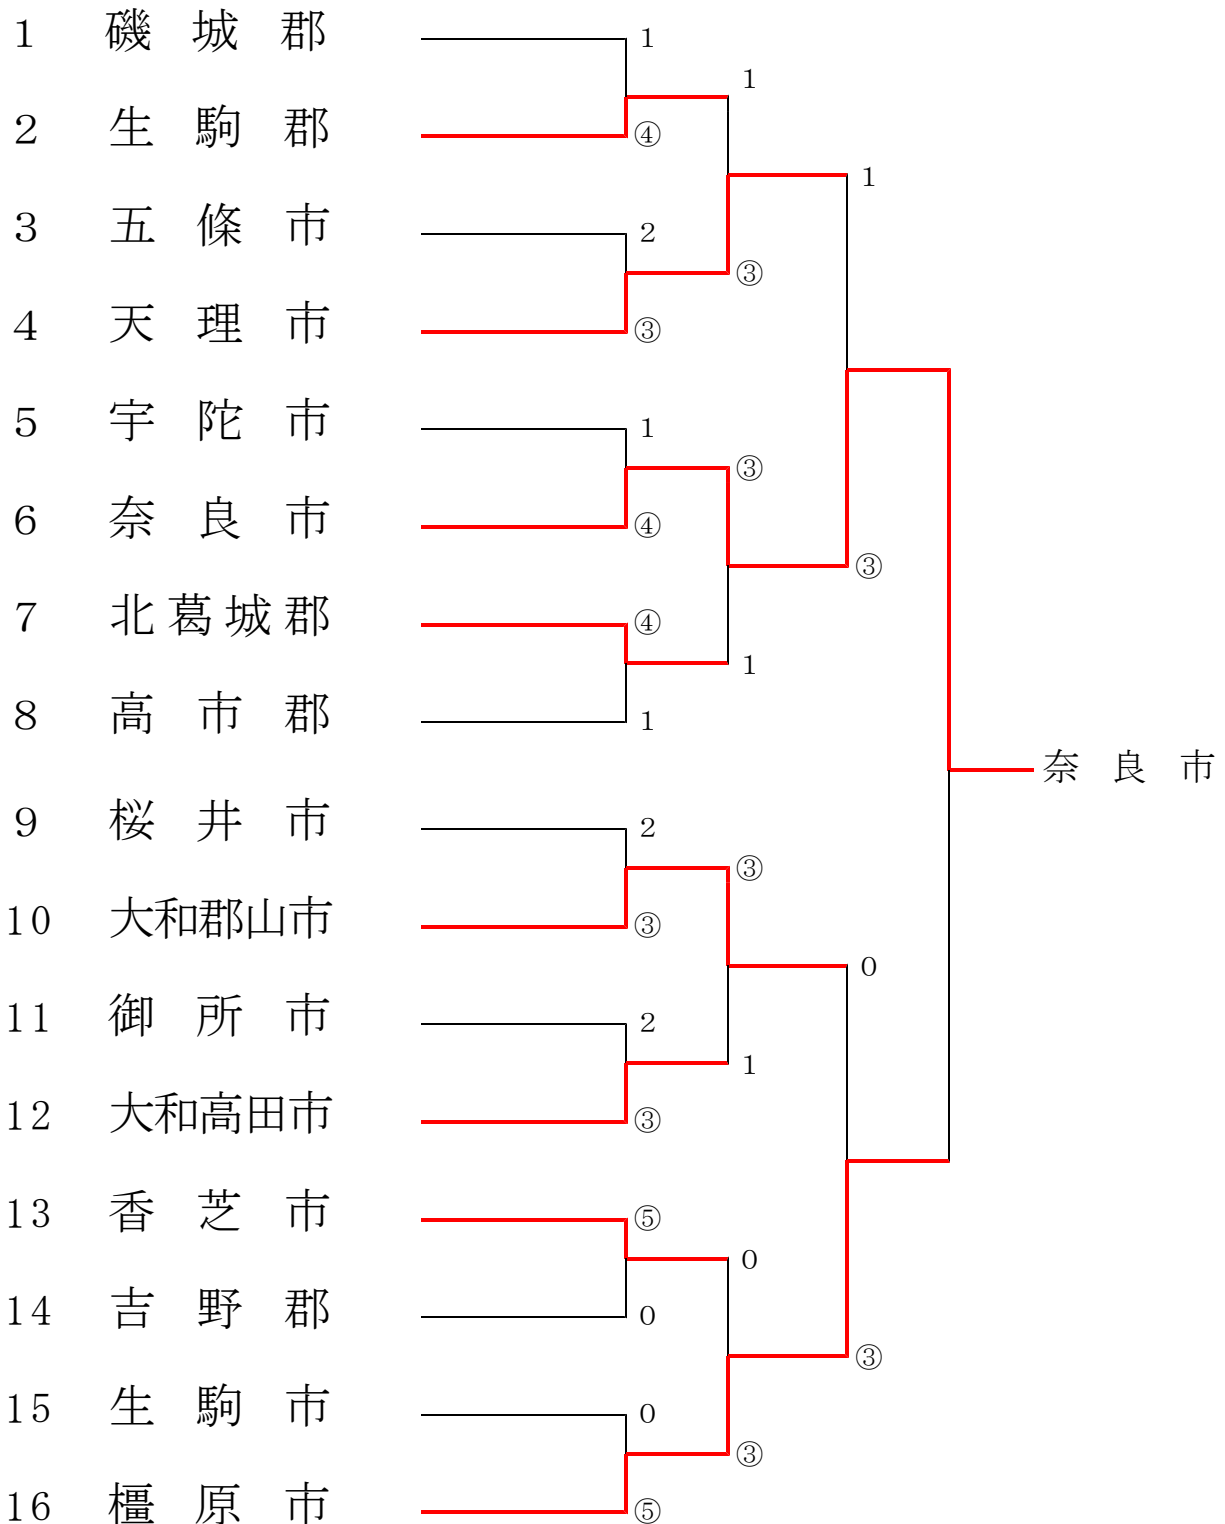 1 磯城郡 1
1
2 生駒郡 ④
1
3 五條市 2
③
4 天理市 ③
5 宇陀市 1
③
6 奈良市 ④
③
7 北葛城郡 ④
1
8 高市郡 1
奈良市
9 桜井市 2
③
10 大和郡山市 ③
0
11 御所市 2
1
12 大和高田市 ③
13 香芝市 ⑤
0
14 吉野郡 0
③
15 生駒市 0
③
16 橿原市 ⑤